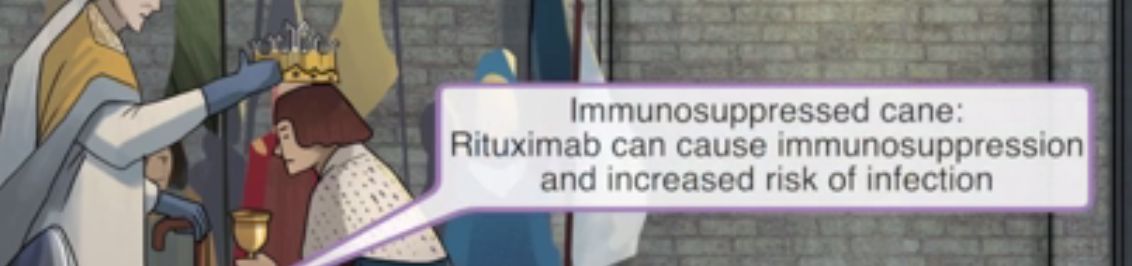 Immunosuppressed cane:
Rituximab can cause immunosuppression
and increased risk of infection